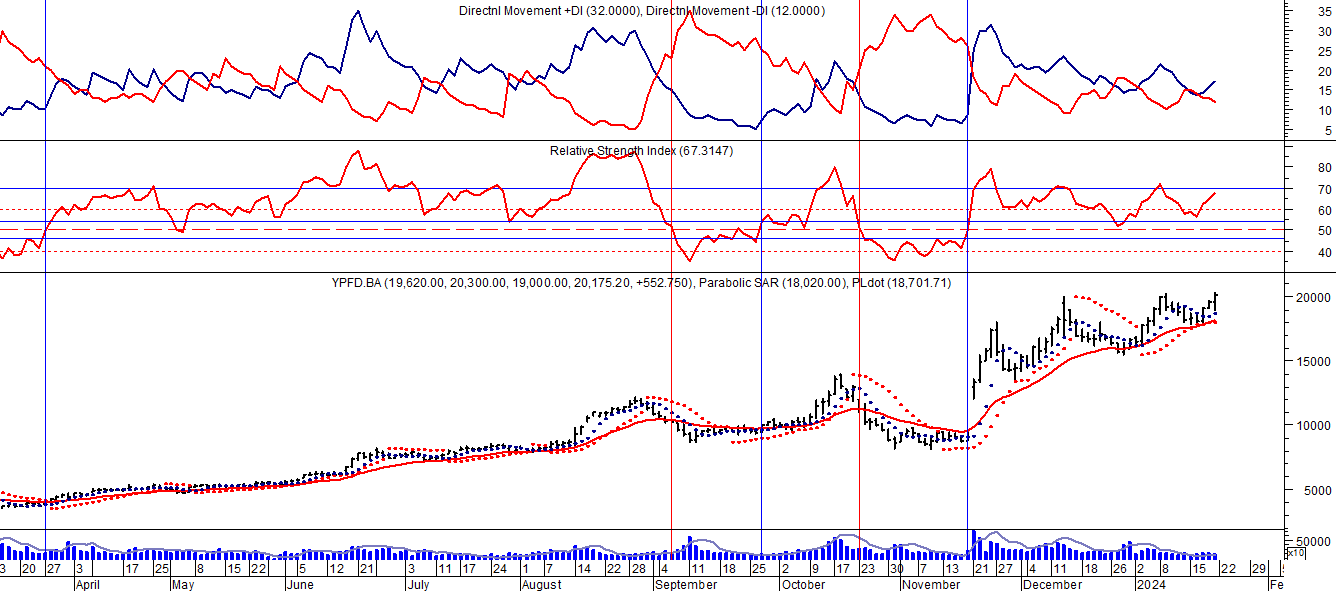 Directnl Movement +DI (32.0000), Directnl Movement -DI (12.0000)
35
30
25
20
15
10
5
Relative Strength Index (67.3147)
80
70
60
50
40
YPFD.BA (19,620.00, 20,300.00, 19,000.00, 20,175.20, +552.750), Parabolic SAR (18,020.00), PLdot (18,701.71)
20000
15000
10000
5000
50000
x10
3 20 27 3 17 25 8 15 22 5 12 21 3 11 17 24 1 7 14 22 28 4 11 18 25 2 9 17 23 30 7 13 21 27 4 11 18 26 2 8 15 22 29
April May June July August September October November December 2024 Fe